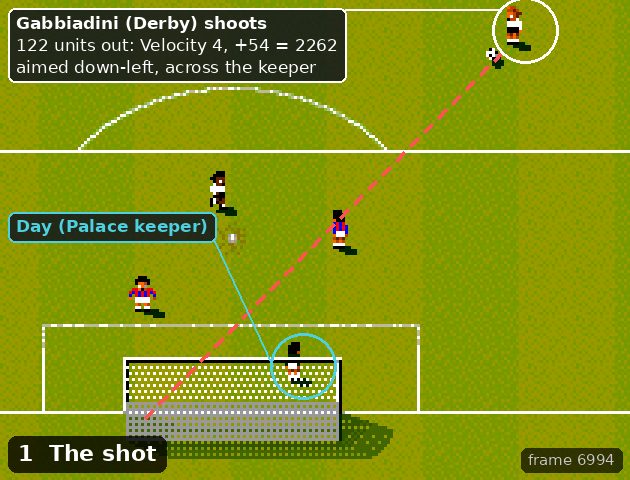 Gabbiadini (Derby) shoots
122 units out: Velocity 4, +54 = 2262
aimed down-left, across the keeper
Day (Palace keeper)
1 The shot
frame 6994